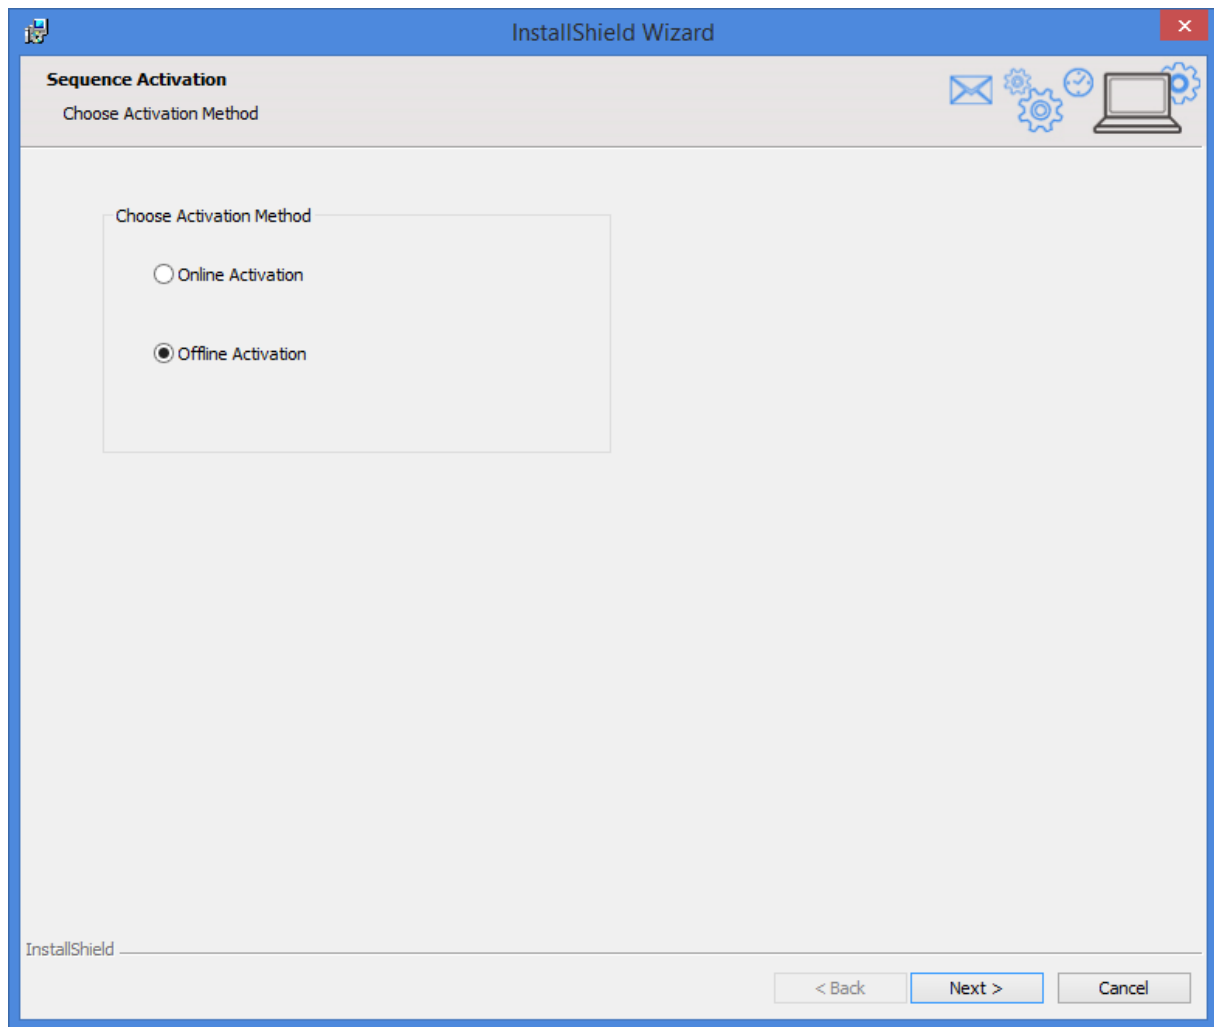 InstallShield Wizard
Sequence Activation
Choose Activation Method
Choose Activation Method
Online Activation
Offline Activation
InstallShield
< Back Next > Cancel